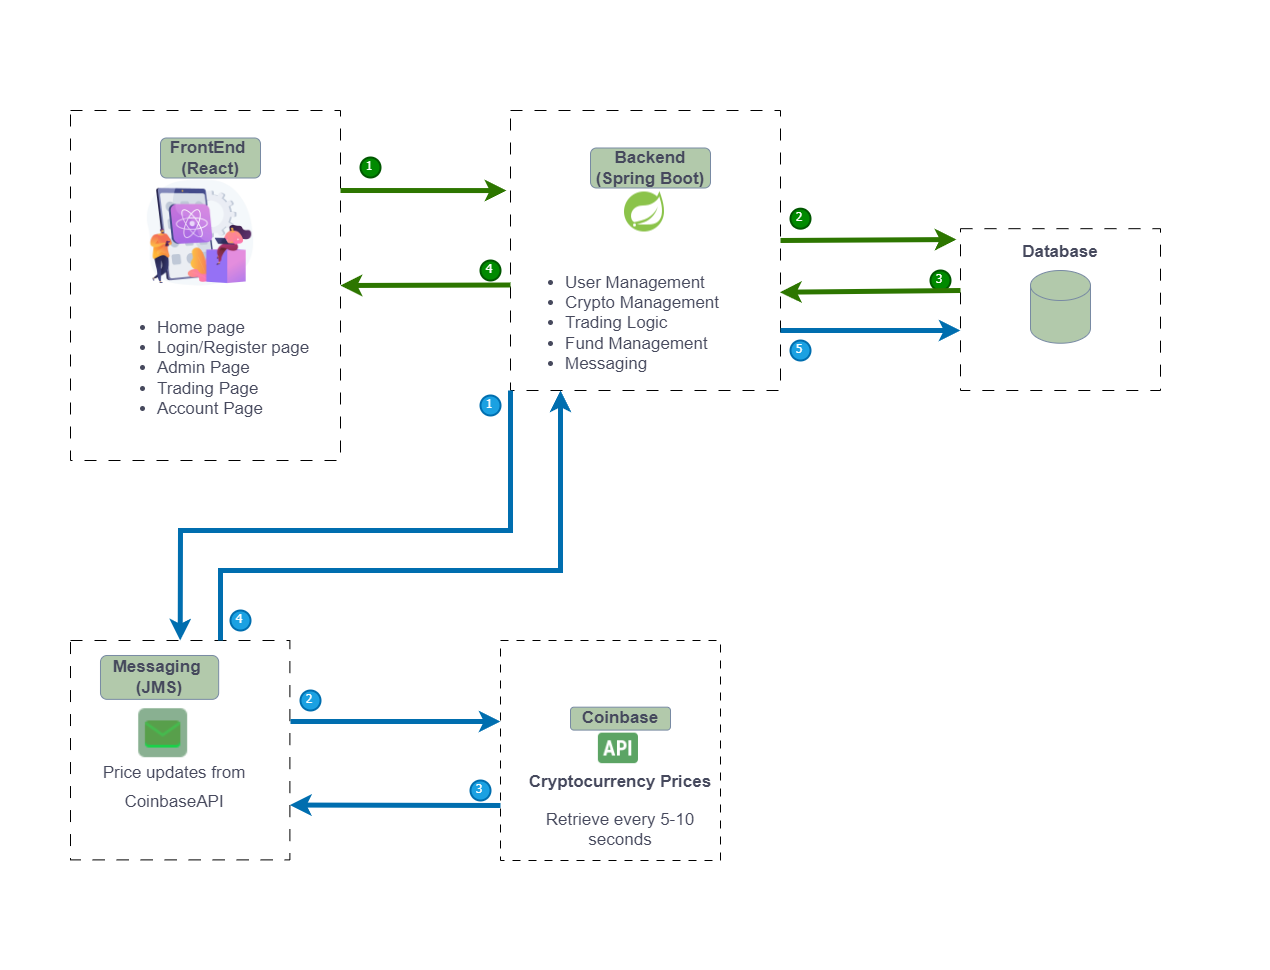 FrontEnd
(React)
• Home page
• Login/Register page
• Admin Page
• Trading Page
• Account Page
1
4
Backend
(Spring Boot)
• User Management
• Crypto Management
• Trading Logic
• Fund Management
• Messaging
2
3
5
Database
1
4
Messaging
(JMS)
Price updates from
CoinbaseAPI
2
3
Coinbase
API
Cryptocurrency Prices
Retrieve every 5-10
seconds